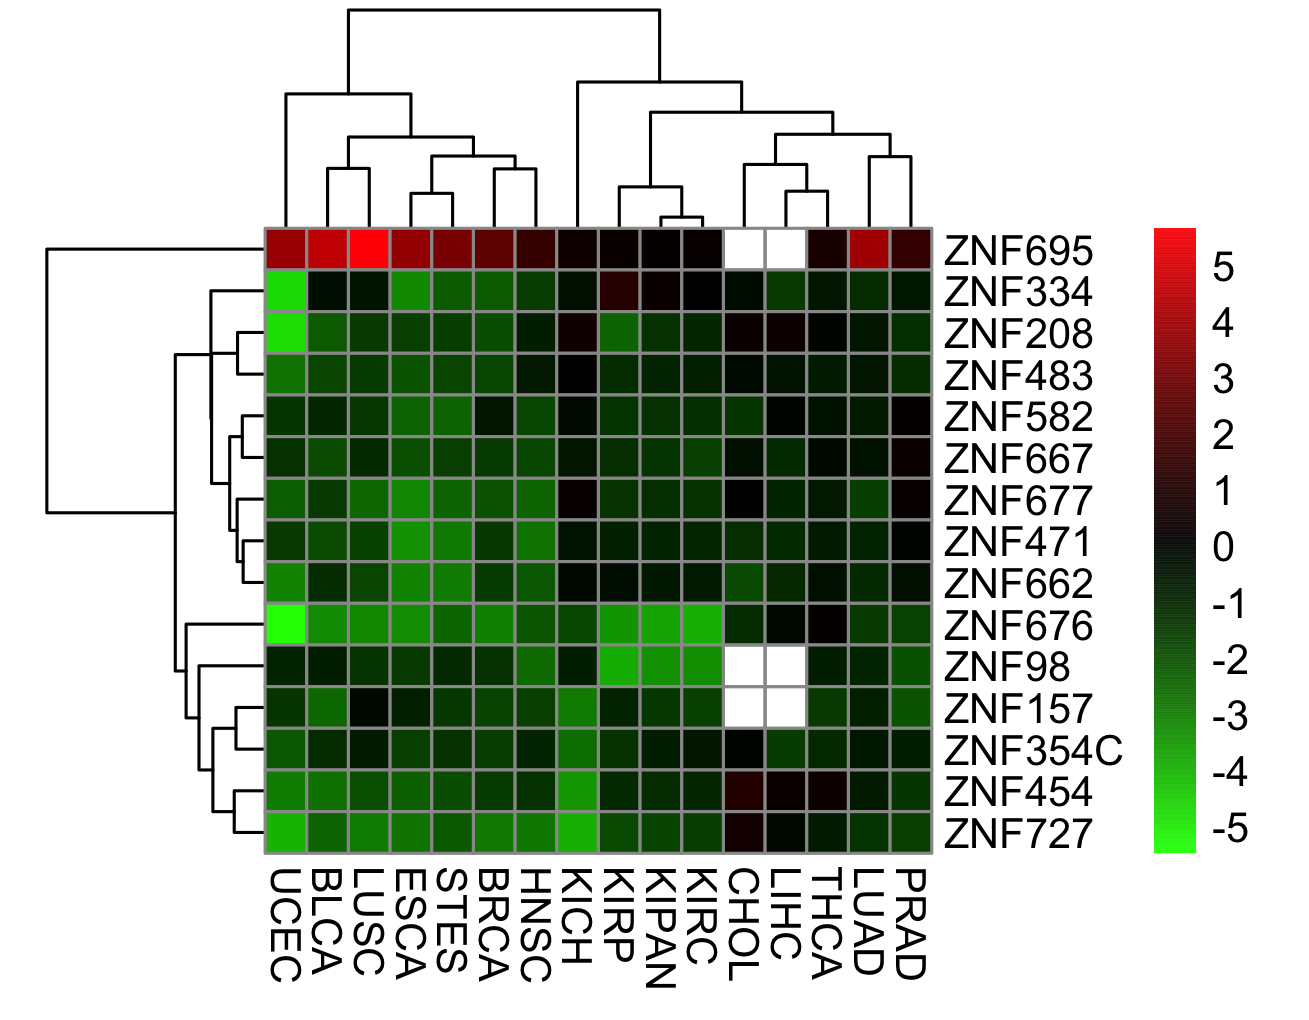 ZNF695
ZNF334
ZNF208
ZNF483
ZNF582
ZNF667
ZNF677
ZNF471
ZNF662
ZNF676
ZNF98
ZNF157
ZNF354C
ZNF454
ZNF727
5
4
3
2
1
0
-1
-2
-3
-4
-5
UCEC
BLCA
LUSC
ESCA
STES
BRCA
HNSC
KICH
KIRP
KIPAN
KIRC
CHOL
LIHC
THCA
LUAD
PRAD